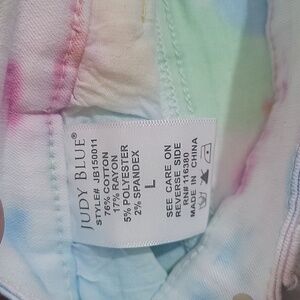 JUDY BLUE®
STYLE# JB150011
76% COTTON
17% RAYON
5% POLYESTER
2% SPANDEX
L
SEE CARE ON
REVERSE SIDE
RN# 116380
MADE IN CHINA